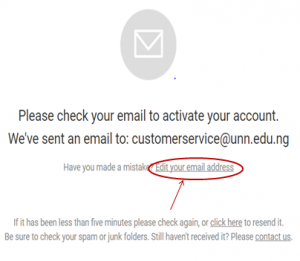 Please check your email to activate your account.
We've sent an email to: customerservice@unn.edu.ng
Have you made a mistake? Edit your email address
If it has been less than five minutes please check again, or click here to resend it.
Be sure to check your spam or junk folders. Still haven't received it? Please contact us.